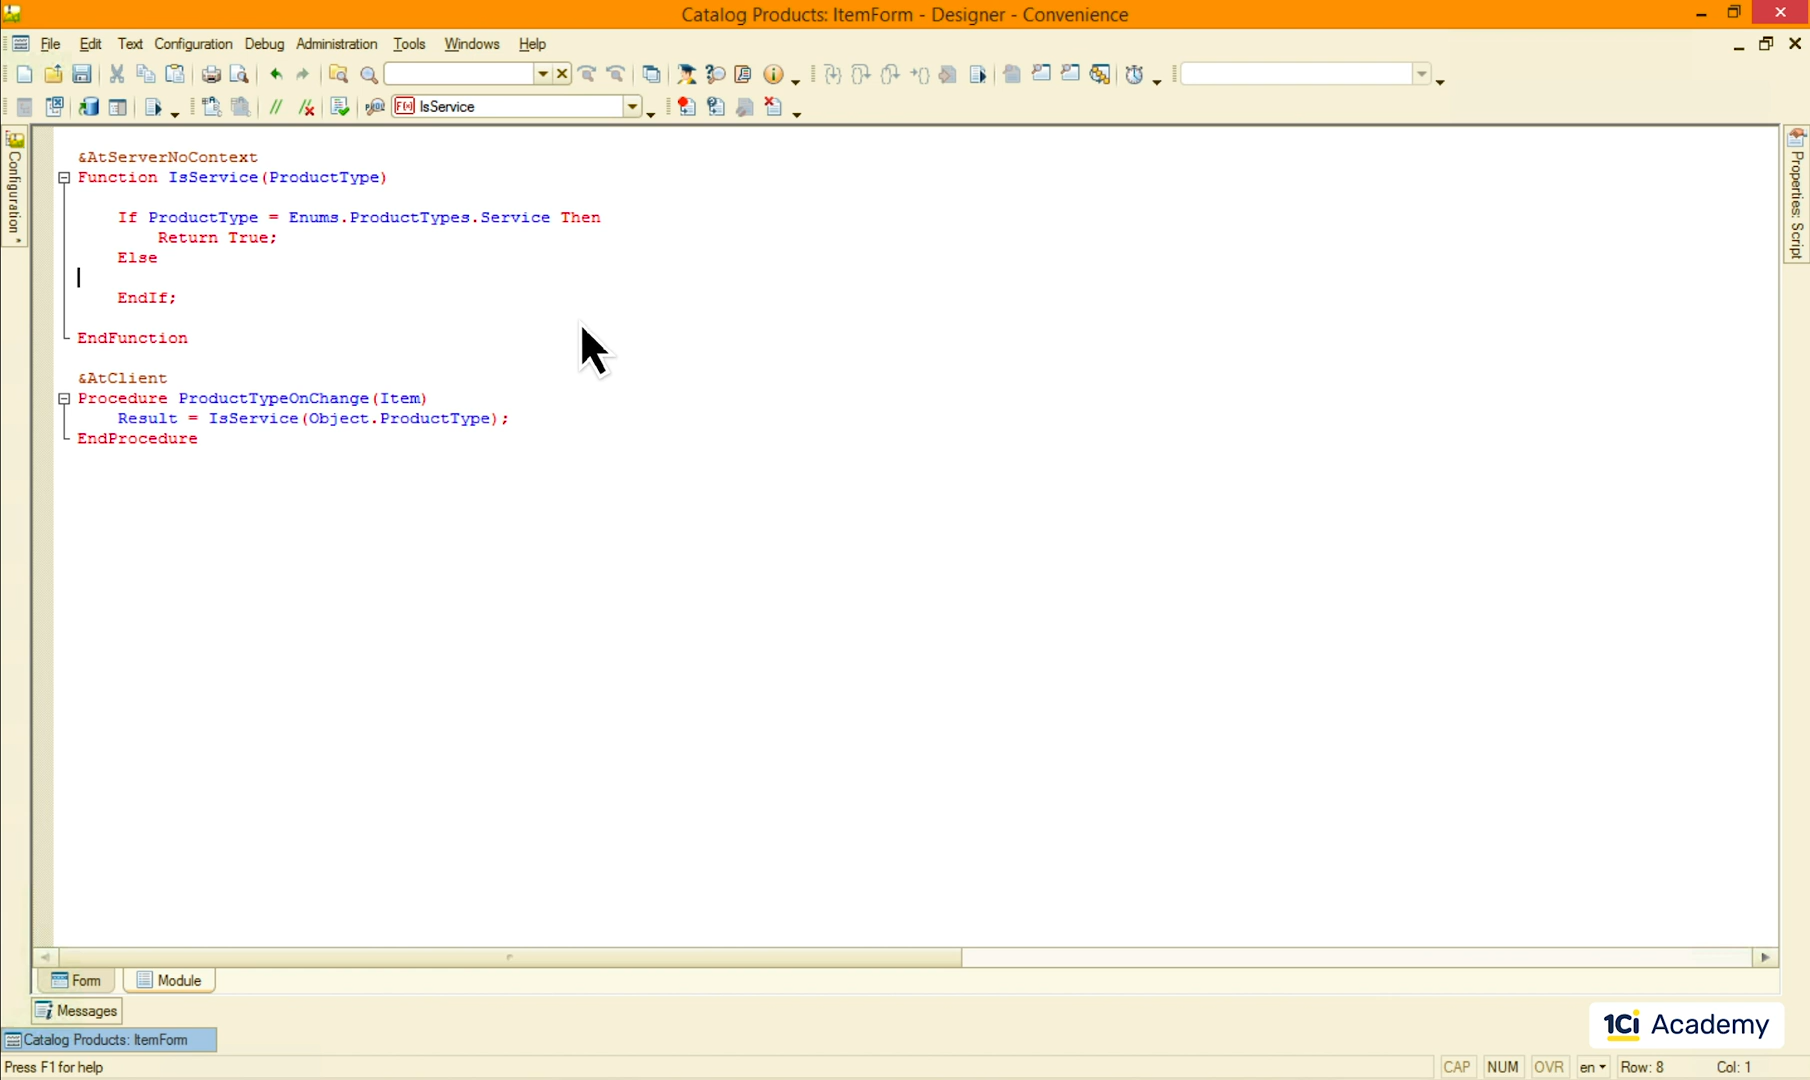 Catalog Products: ItemForm - Designer - Convenience
File Edit Text Configuration Debug Administration Tools Windows Help
IsService
Configuration
Properties: Script
&AtServerNoContext
Function IsService(ProductType)
If ProductType = Enums.ProductTypes.Service Then
Return True;
Else
EndIf;
EndFunction
&AtClient
Procedure ProductTypeOnChange(Item)
Result = IsService(Object.ProductType);
EndProcedure
Form Module
Messages
1Ci Academy
Catalog Products: ItemForm
Press F1 for help CAP NUM OVR en Row: 8 Col: 1